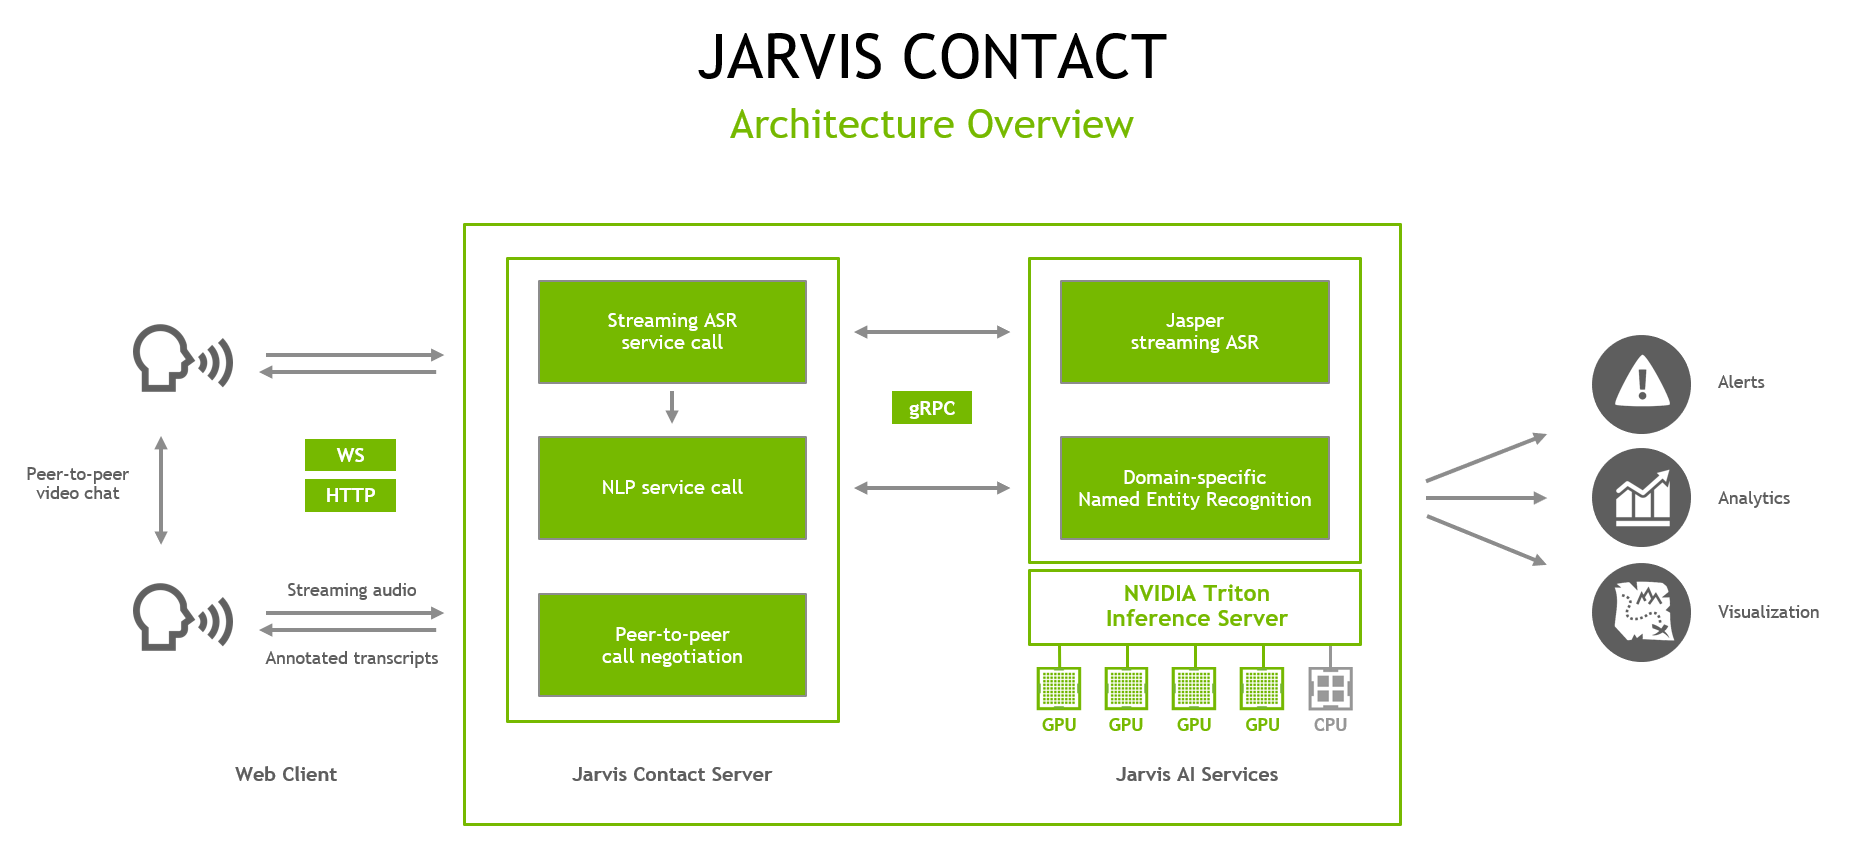 JARVIS CONTACT
Architecture Overview
Peer-to-peer
video chat
WS
HTTP
Streaming audio
Annotated transcripts
Web Client
Streaming ASR
service call
NLP service call
Peer-to-peer
call negotiation
Jarvis Contact Server
gRPC
Jasper
streaming ASR
Domain-specific
Named Entity Recognition
NVIDIA Triton
Inference Server
GPU
GPU
GPU
GPU
CPU
Jarvis AI Services
Alerts
Analytics
Visualization